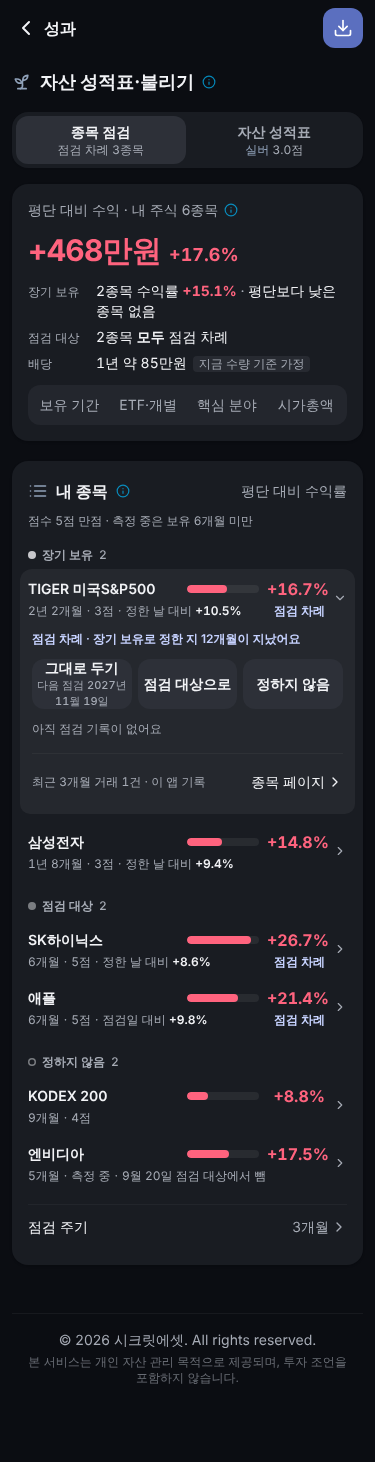 성과
자산 성적표·불리기
종목 점검
점검 차례 3종목
자산 성적표
실버 3.0점
평단 대비 수익 · 내 주식 6종목
+468만원 +17.6%
장기 보유 2종목 수익률 +15.1% · 평단보다 낮은
종목 없음
점검 대상 2종목 모두 점검 차례
배당 1년 약 85만원 지금 수량 기준 가정
보유 기간 ETF·개별 핵심 분야 시가총액
내 종목 평단 대비 수익률
점수 5점 만점 · 측정 중은 보유 6개월 미만
장기 보유 2
TIGER 미국S&P500 +16.7%
2년 2개월 · 3점 · 정한 날 대비 +10.5% 점검 차례
점검 차례 · 장기 보유로 정한 지 12개월이 지났어요
그대로 두기
다음 점검 2027년
11월 19일
점검 대상으로
정하지 않음
아직 점검 기록이 없어요
최근 3개월 거래 1건 · 이 앱 기록 종목 페이지
삼성전자 +14.8%
1년 8개월 · 3점 · 정한 날 대비 +9.4%
점검 대상 2
SK하이닉스 +26.7%
6개월 · 5점 · 정한 날 대비 +8.6% 점검 차례
애플 +21.4%
6개월 · 5점 · 점검일 대비 +9.8% 점검 차례
정하지 않음 2
KODEX 200 +8.8%
9개월 · 4점
엔비디아 +17.5%
5개월 · 측정 중 · 9월 20일 점검 대상에서 뺌
점검 주기 3개월
© 2026 시크릿에셋. All rights reserved.
본 서비스는 개인 자산 관리 목적으로 제공되며, 투자 조언을
포함하지 않습니다.